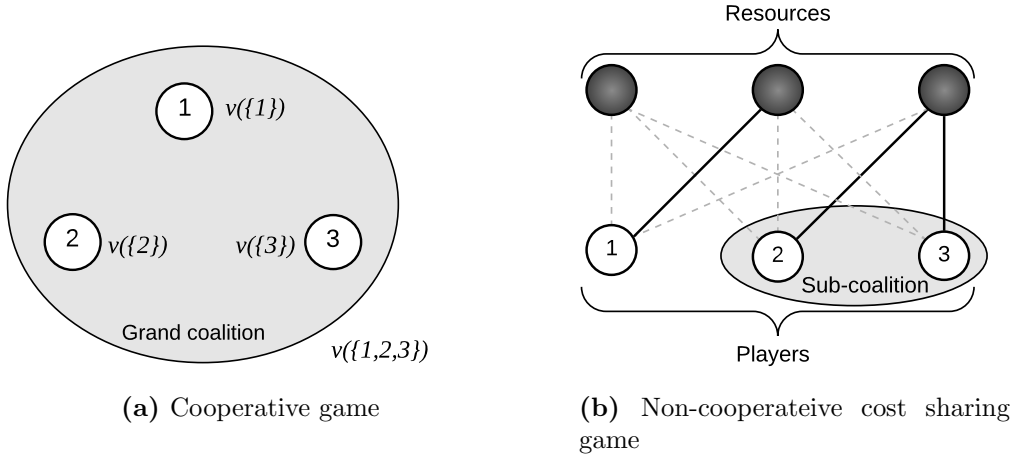 1
v({1})
2
v({2})
v({3})
3
Grand coalition
v({1,2,3})
(a) Cooperative game
Resources
1
2
3
Sub-coalition
Players
(b) Non-cooperateive cost sharing
game